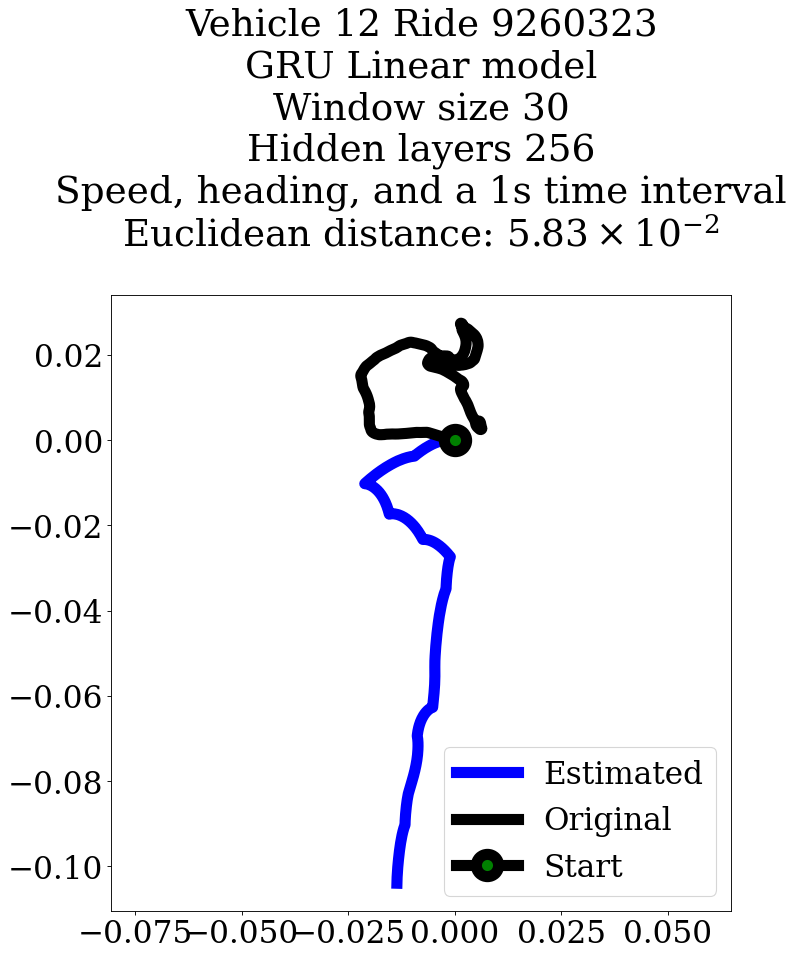 Vehicle 12 Ride 9260323
GRU Linear model
Window size 30
Hidden layers 256
Speed, heading, and a 1s time interval
Euclidean distance: 5.83 × 10⁻²
0.02
0.00
−0.02
−0.04
−0.06
−0.08
−0.10
Estimated
Original
Start
−0.075 −0.050 −0.025 0.000 0.025 0.050